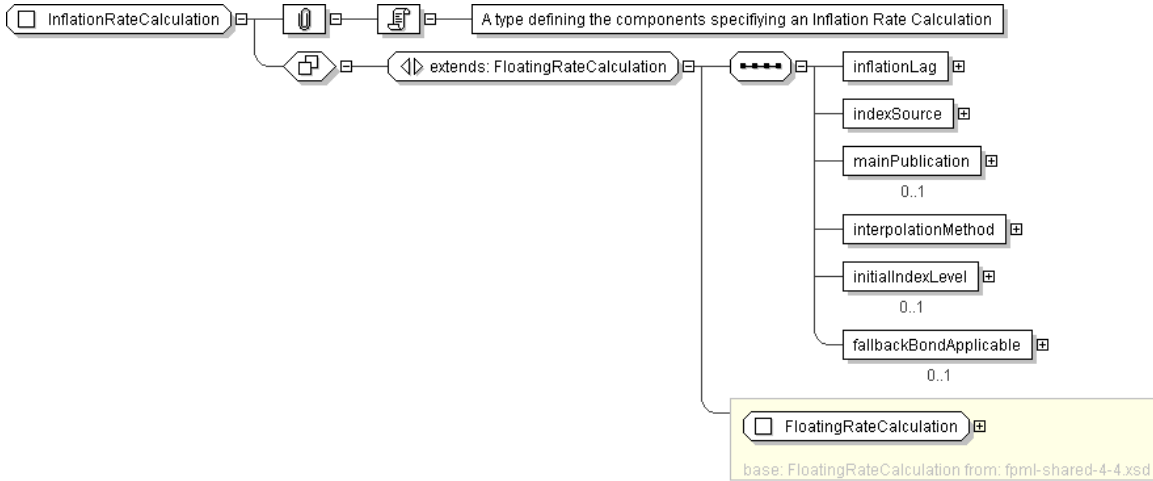 InflationRateCalculation
A type defining the components specifiying an Inflation Rate Calculation
extends: FloatingRateCalculation
inflationLag
indexSource
mainPublication
0..1
interpolationMethod
initialIndexLevel
0..1
fallbackBondApplicable
0..1
FloatingRateCalculation
base: FloatingRateCalculation from: fpml-shared-4-4.xsd